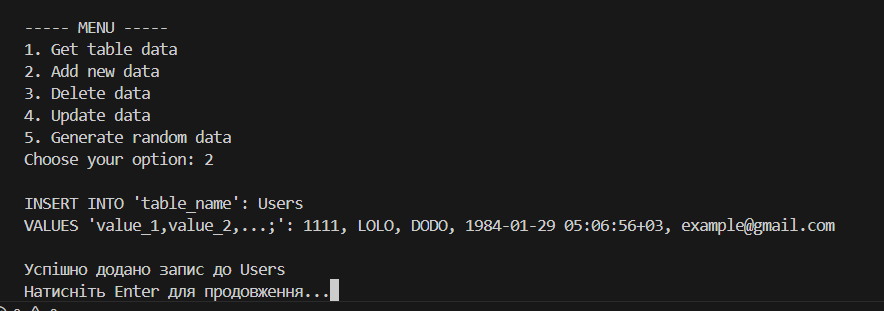 ----- MENU -----
1. Get table data
2. Add new data
3. Delete data
4. Update data
5. Generate random data
Choose your option: 2
INSERT INTO 'table_name': Users
VALUES 'value_1,value_2,...;': 1111, LOLO, DODO, 1984-01-29 05:06:56+03, example@gmail.com
Успішно додано запис до Users
Натисніть Enter для продовження...